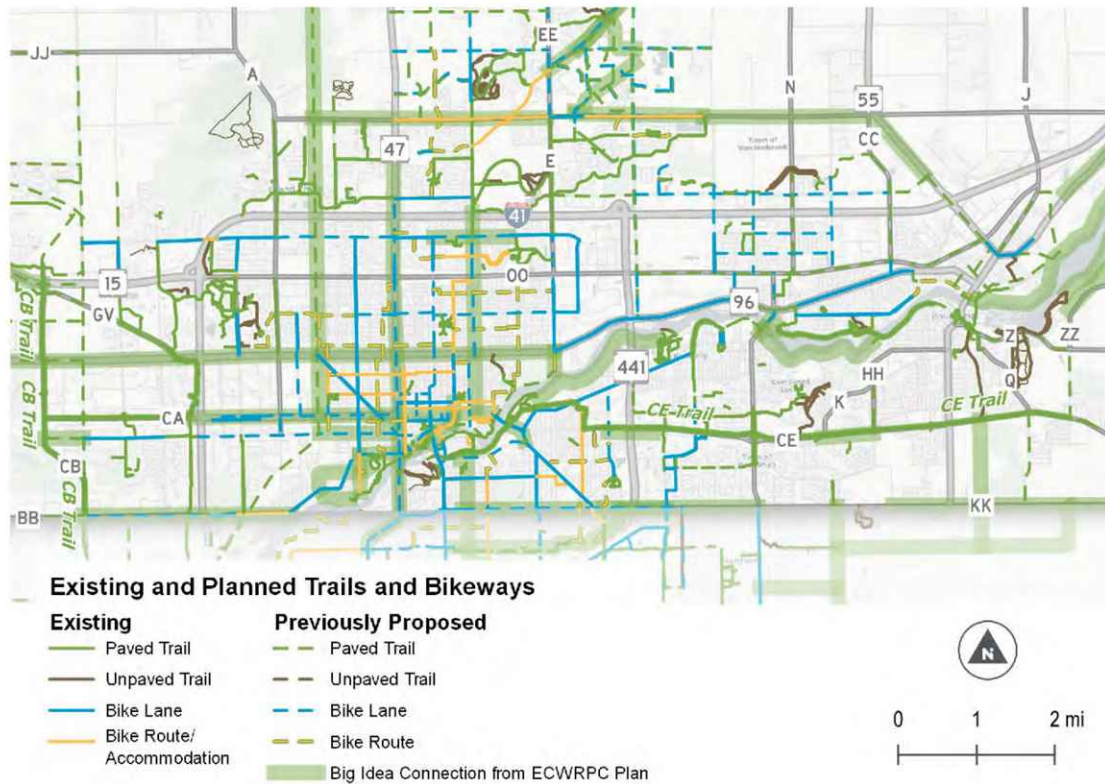 JJ
EE
A
N
55
J
47
CC
E
41
15
OO
96
GV
CB Trail
441
Z
ZZ
HH
Q
CB Trail
K
CE Trail
CE Trail
CA
CE
CB
CB Trail
BB
KK
Existing and Planned Trails and Bikeways
Existing
Previously Proposed
Paved Trail
Paved Trail
Unpaved Trail
Unpaved Trail
Bike Lane
Bike Lane
Bike Route/
Accommodation
Bike Route
Big Idea Connection from ECWRPC Plan
N
0 1 2 mi